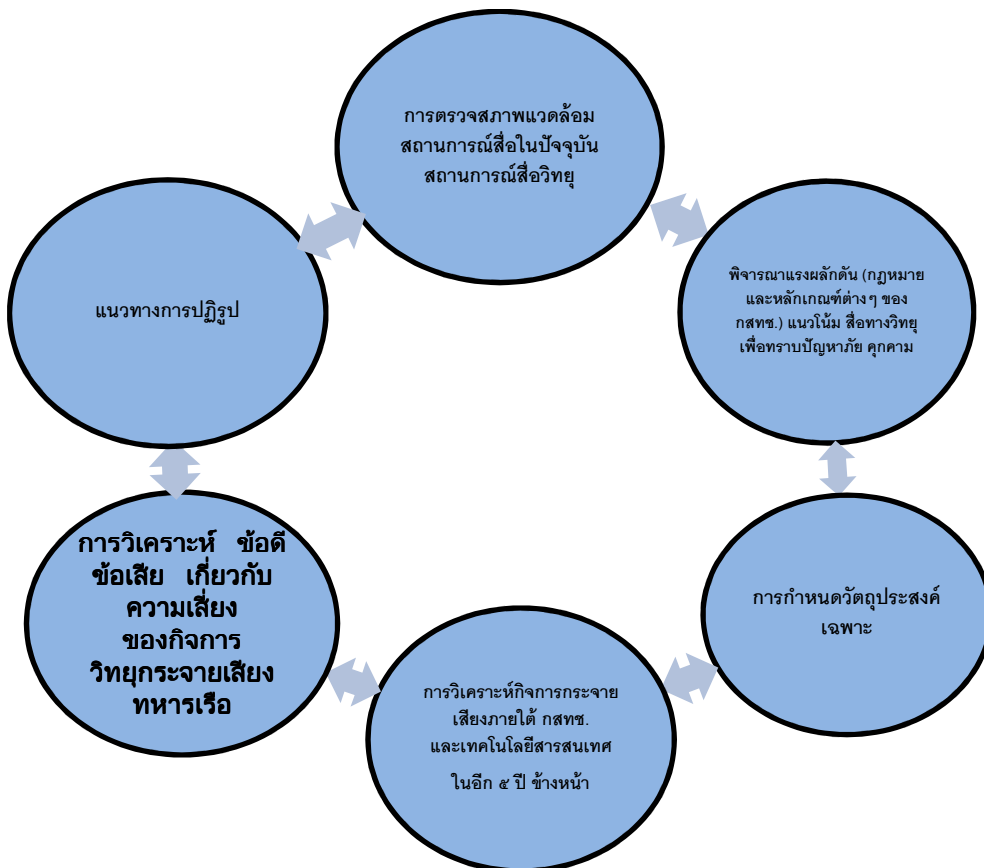 การตรวจสภาพแวดล้อม
สถานการณ์สื่อในปัจจุบัน
สถานการณ์สื่อวิทยุ
พิจารณาแรงผลักดัน (กฎหมาย
และหลักเกณฑ์ต่างๆ ของ
กสทช.) แนวโน้ม สื่อทางวิทยุ
เพื่อทราบปัญหาภัย คุกคาม
การกำหนดวัตถุประสงค์
เฉพาะ
การวิเคราะห์กิจการกระจาย
เสียงภายใต้ กสทช.
และเทคโนโลยีสารสนเทศ
ในอีก ๕ ปี ข้างหน้า
การวิเคราะห์ ข้อดี
ข้อเสีย เกี่ยวกับ
ความเสี่ยง
ของกิจการ
วิทยุกระจายเสียง
ทหารเรือ
แนวทางการปฏิรูป